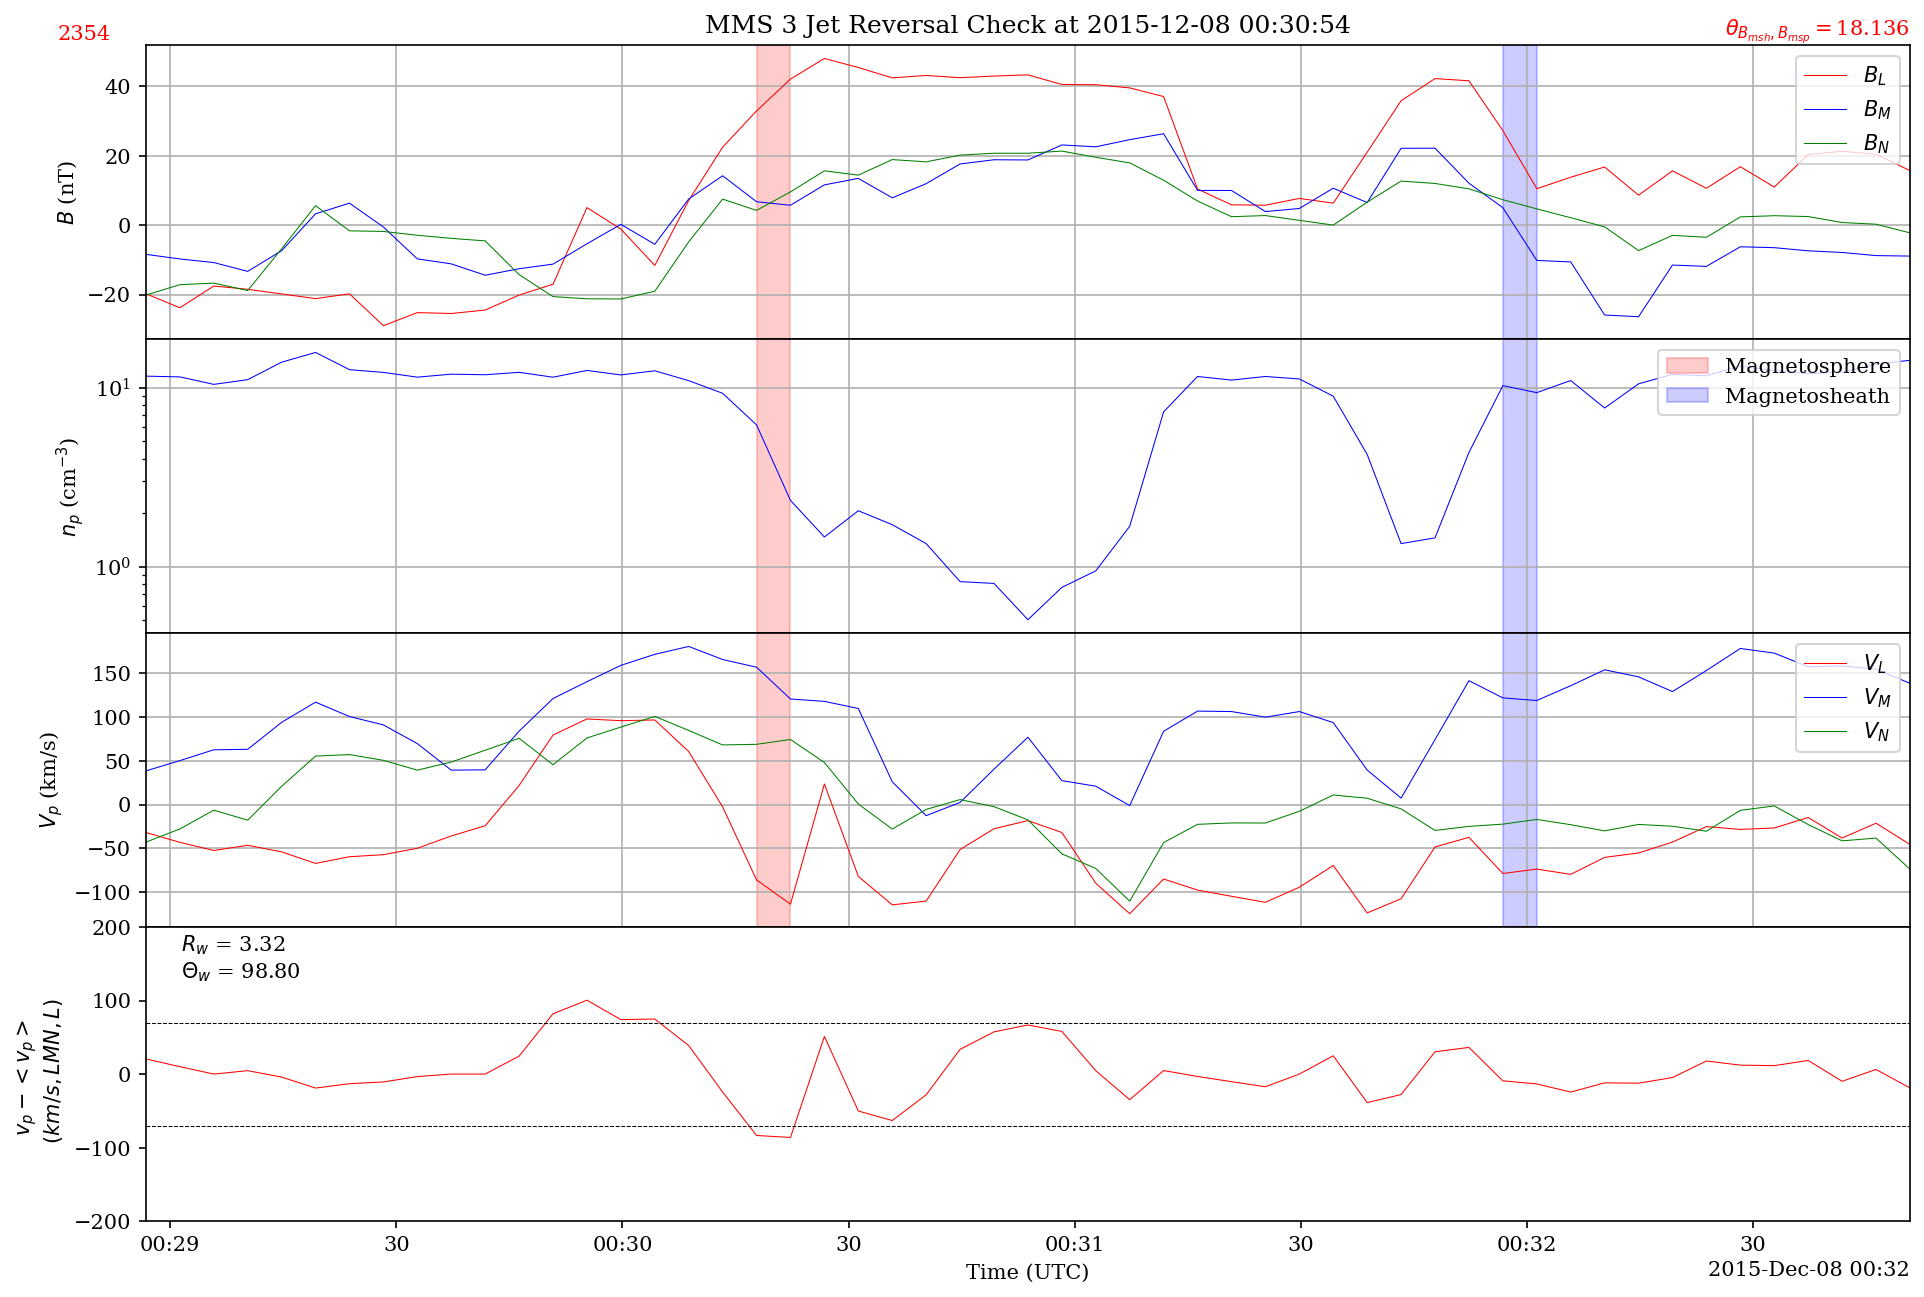 MMS 3 Jet Reversal Check at 2015-12-08 00:30:54
2354
θ_{B_{msh}, B_{msp}} = 18.136
B (nT)
40
20
0
−20
B_L
B_M
B_N
n_p (cm^{−3})
10^1
10^0
Magnetosphere
Magnetosheath
V_p (km/s)
150
100
50
0
−50
−100
V_L
V_M
V_N
v_p − < v_p >
(km/s, LMN, L)
200
100
0
−100
−200
R_w = 3.32
Θ_w = 98.80
00:29 30 00:30 30 00:31 30 00:32 30
Time (UTC)
2015-Dec-08 00:32